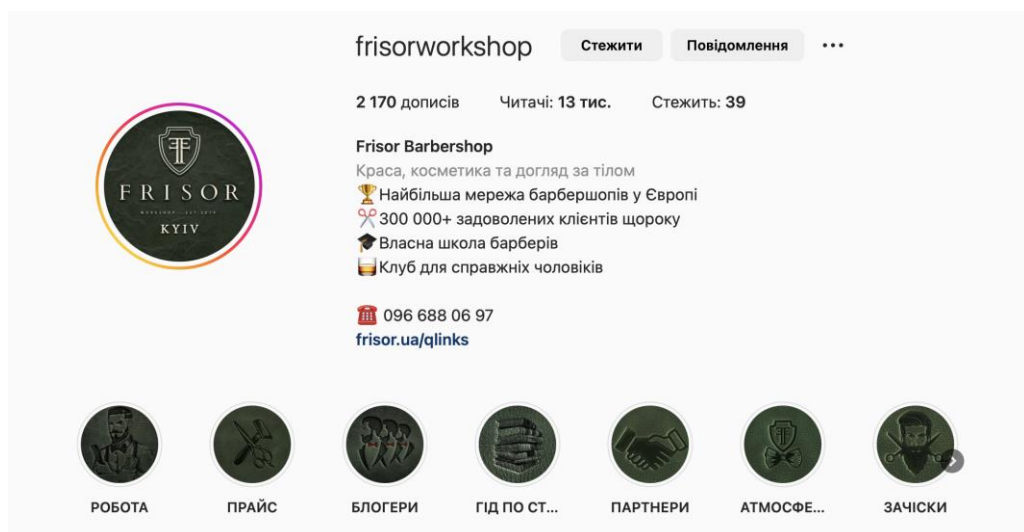 frisorworkshop Стежити Повідомлення
2 170 дописів Читачі: 13 тис. Стежить: 39
Frisor Barbershop
Краса, косметика та догляд за тілом
🏆Найбільша мережа барбершопів у Європі
✂️300 000+ задоволених клієнтів щороку
🎓Власна школа барберів
🥃Клуб для справжніх чоловіків
☎️ 096 688 06 97
frisor.ua/qlinks
FRISOR
KYIV
РОБОТА ПРАЙС БЛОГЕРИ ГІД ПО СТ... ПАРТНЕРИ АТМОСФЕ... ЗАЧІСКИ